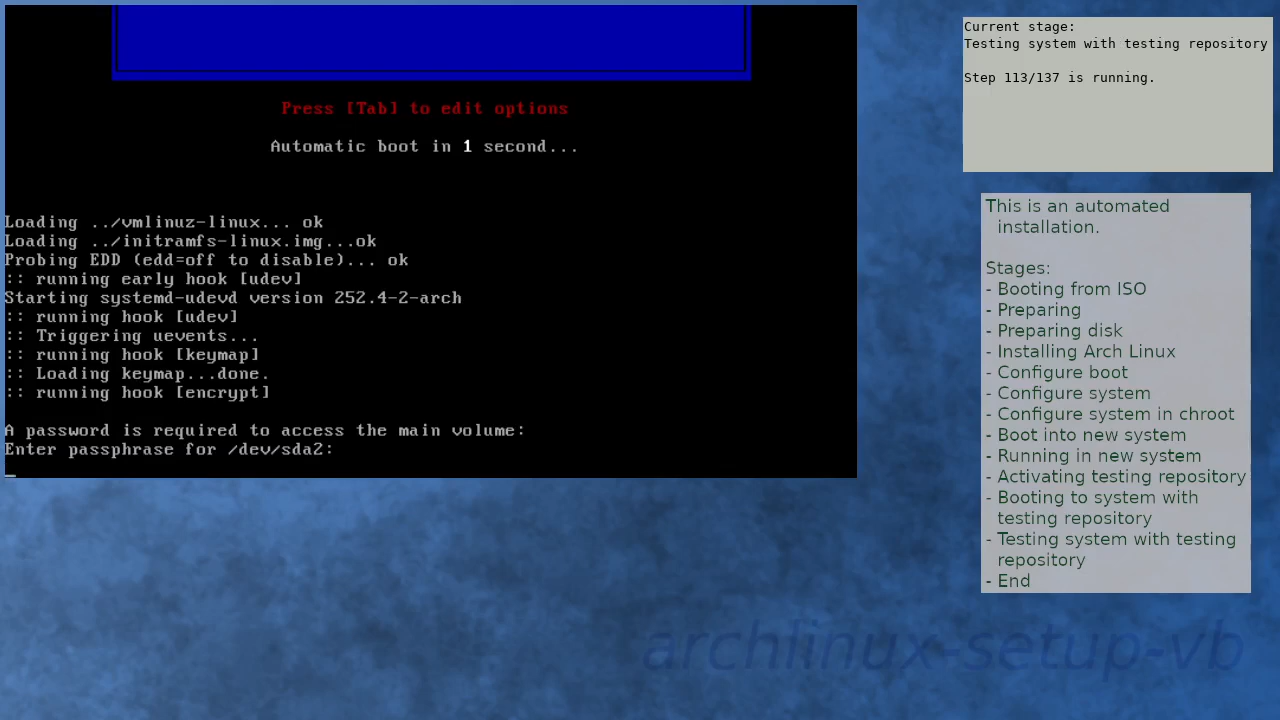 Press [Tab] to edit options
Automatic boot in 1 second...
Loading ../vmlinuz-linux... ok
Loading ../initramfs-linux.img...ok
Probing EDD (edd=off to disable)... ok
:: running early hook [udev]
Starting systemd-udevd version 252.4-2-arch
:: running hook [udev]
:: Triggering uevents...
:: running hook [keymap]
:: Loading keymap...done.
:: running hook [encrypt]
A password is required to access the main volume:
Enter passphrase for /dev/sda2:
Current stage:
Testing system with testing repository
Step 113/137 is running.
This is an automated
installation.
Stages:
- Booting from ISO
- Preparing
- Preparing disk
- Installing Arch Linux
- Configure boot
- Configure system
- Configure system in chroot
- Boot into new system
- Running in new system
- Activating testing repository
- Booting to system with
testing repository
- Testing system with testing
repository
- End
archlinux-setup-vb